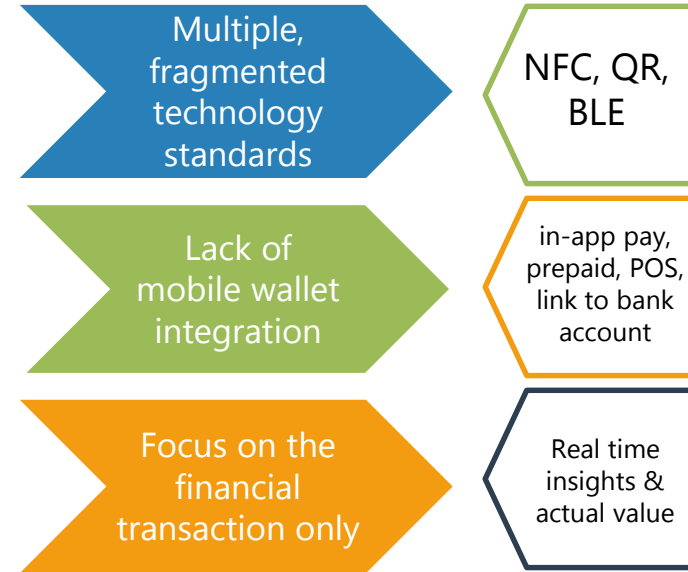 Multiple,
fragmented
technology
standards
NFC, QR,
BLE
Lack of
mobile wallet
integration
in-app pay,
prepaid, POS,
link to bank
account
Focus on the
financial
transaction only
Real time
insights &
actual value